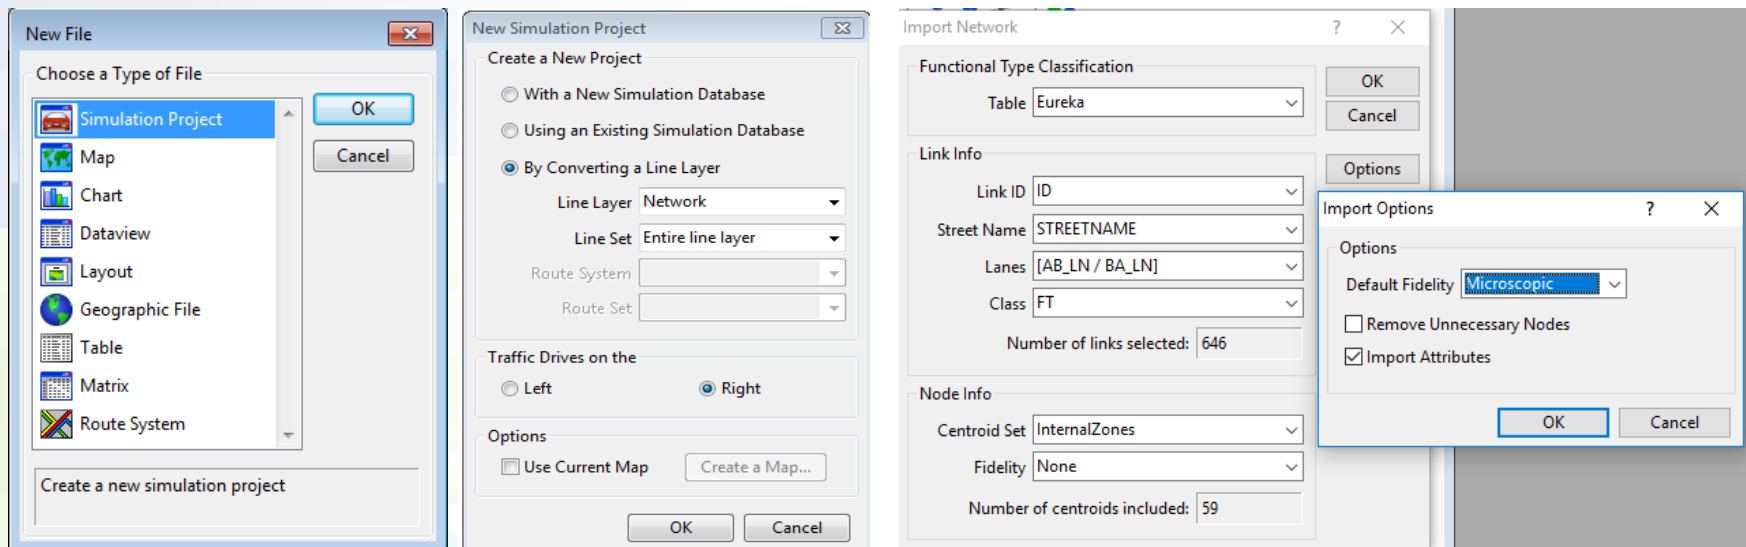 New File
Choose a Type of File
Simulation Project
Map
Chart
Dataview
Layout
Geographic File
Table
Matrix
Route System
OK
Cancel
Create a new simulation project
New Simulation Project
Create a New Project
With a New Simulation Database
Using an Existing Simulation Database
By Converting a Line Layer
Line Layer Network
Line Set Entire line layer
Route System
Route Set
Traffic Drives on the
Left Right
Options
Use Current Map Create a Map...
OK Cancel
Import Network ?
Functional Type Classification
Table Eureka
OK
Cancel
Link Info
Options
Link ID ID
Street Name STREETNAME
Lanes [AB_LN / BA_LN]
Class FT
Number of links selected: 646
Node Info
Centroid Set InternalZones
Fidelity None
Number of centroids included: 59
Import Options ?
Options
Default Fidelity Microscopic
Remove Unnecessary Nodes
Import Attributes
OK Cancel